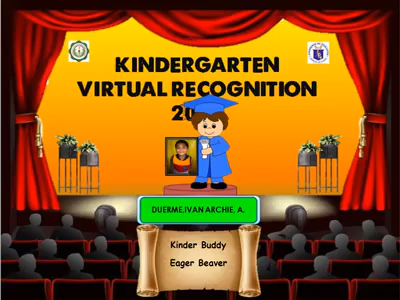 KINDERGARTEN
VIRTUAL RECOGNITION
DUERME,IVAN ARCHIE, A.
Kinder Buddy
Eager Beaver